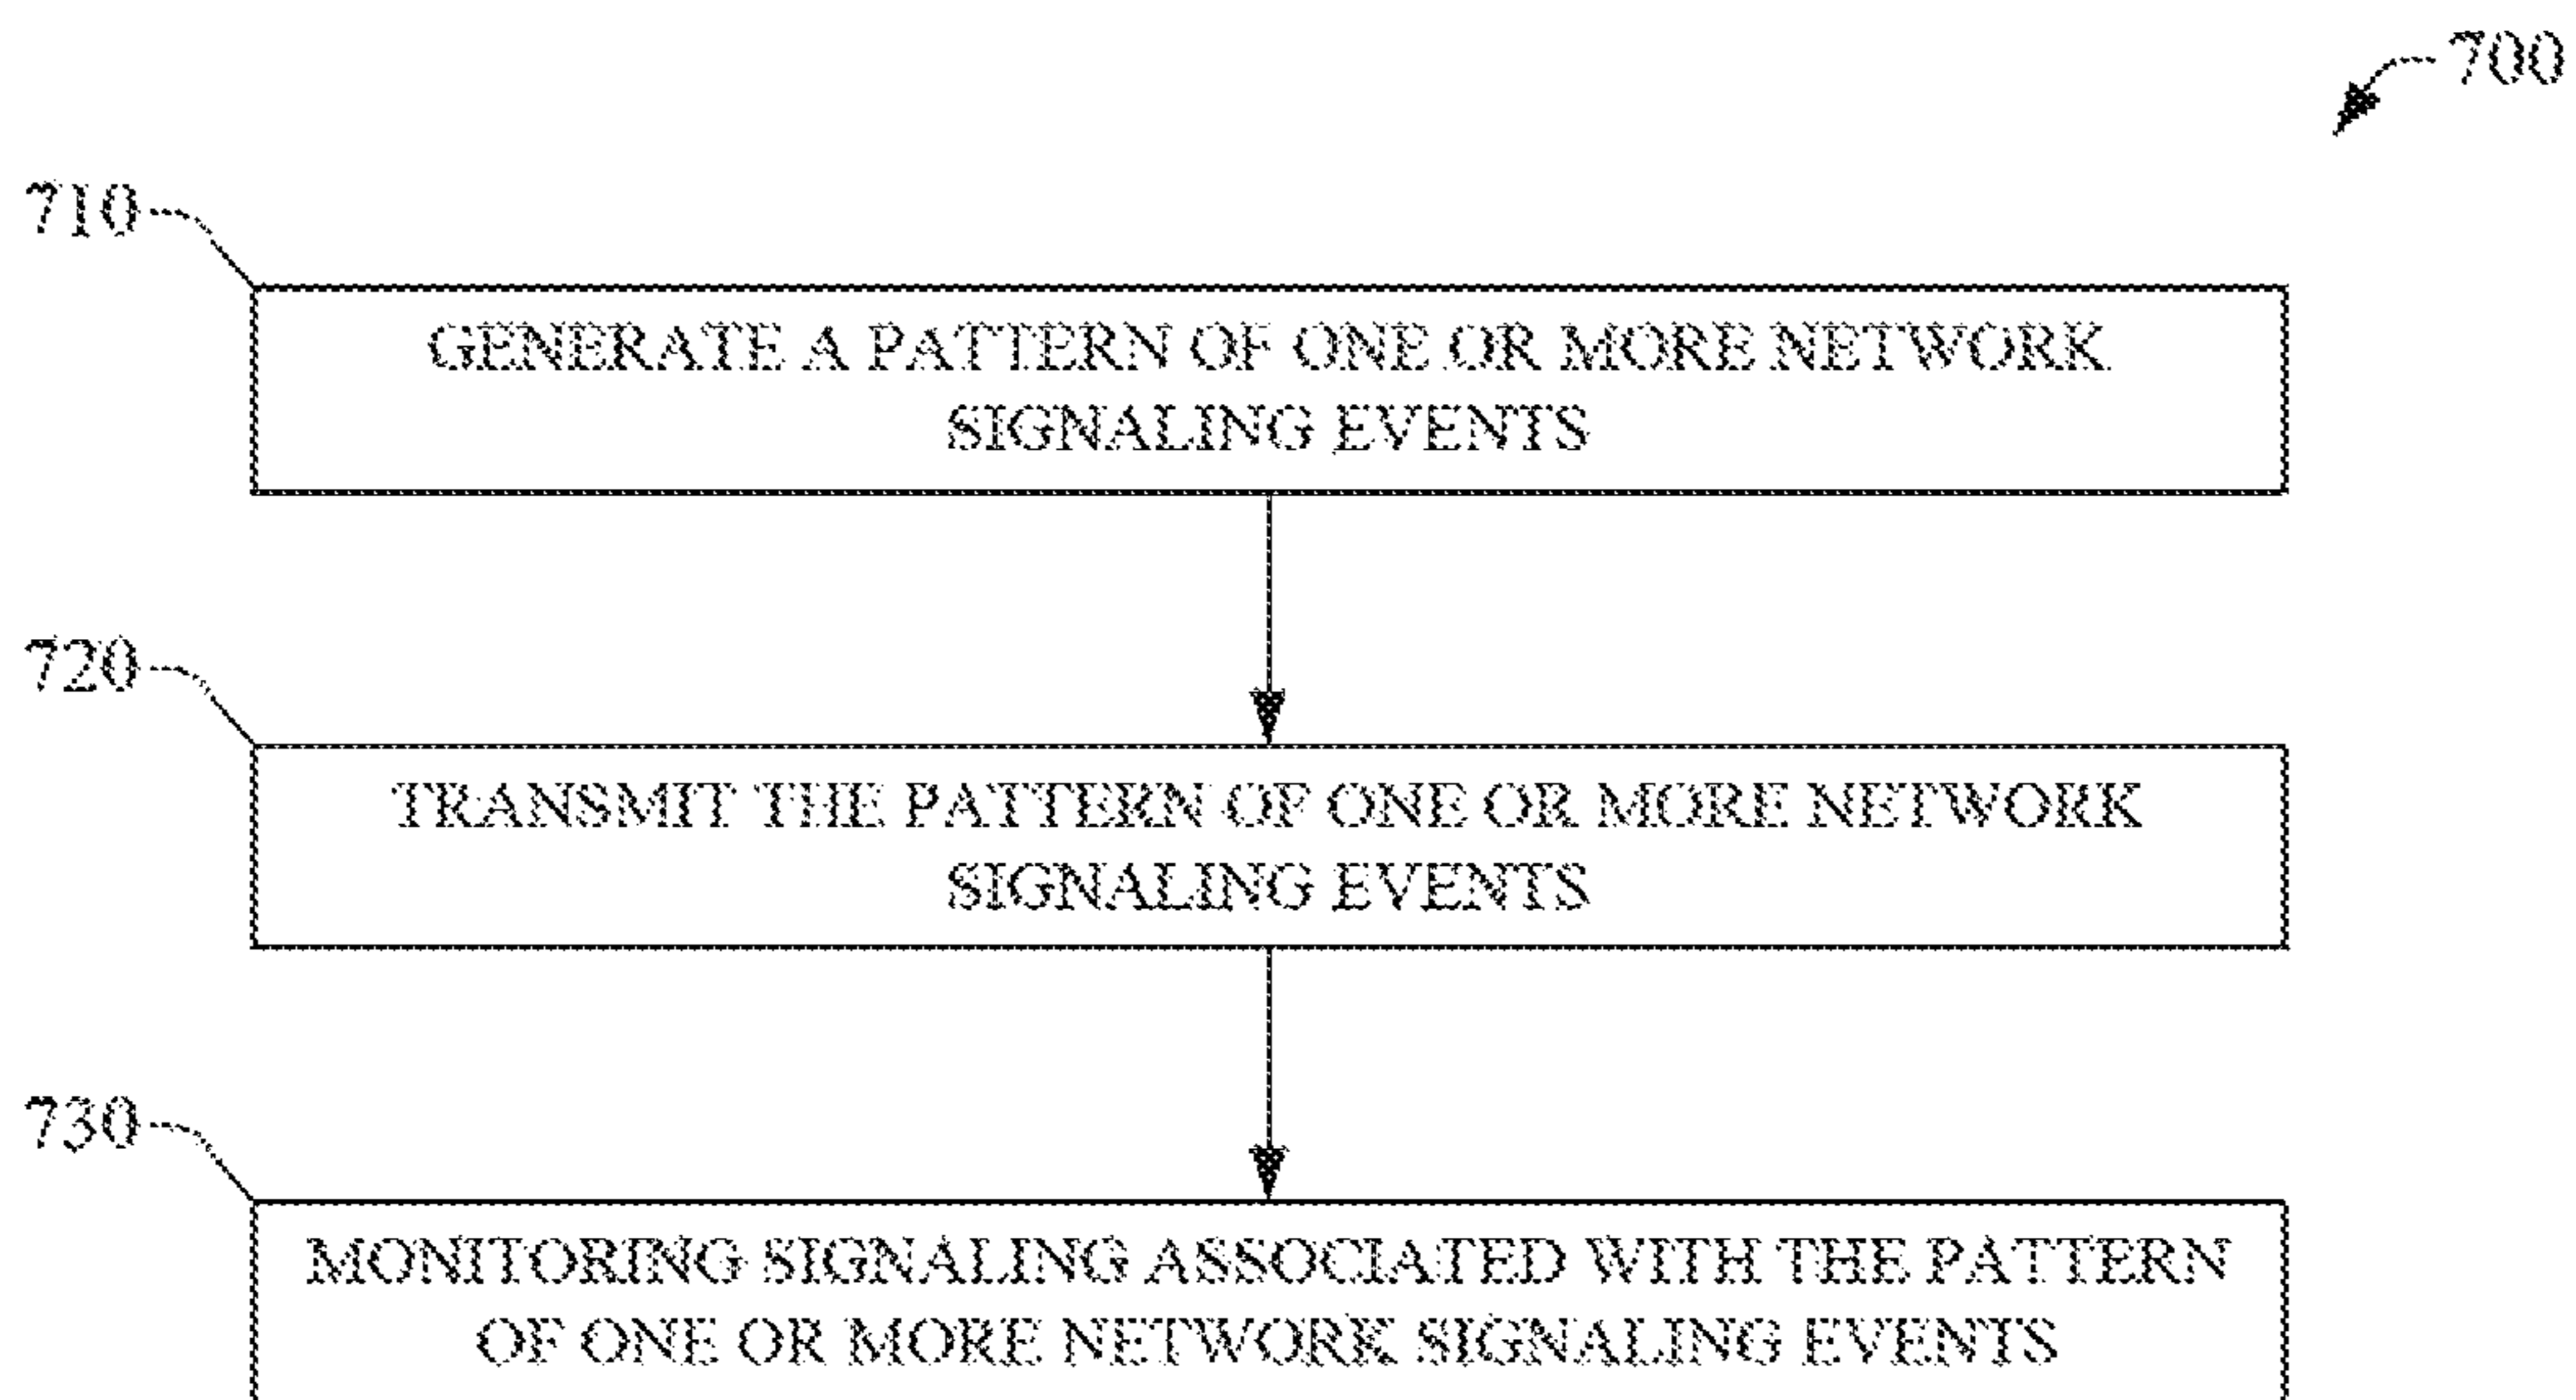 700
710
GENERATE A PATTERN OF ONE OR MORE NETWORK
SIGNALING EVENTS
720
TRANSMIT THE PATTERN OF ONE OR MORE NETWORK
SIGNALING EVENTS
730
MONITORING SIGNALING ASSOCIATED WITH THE PATTERN
OF ONE OR MORE NETWORK SIGNALING EVENTS